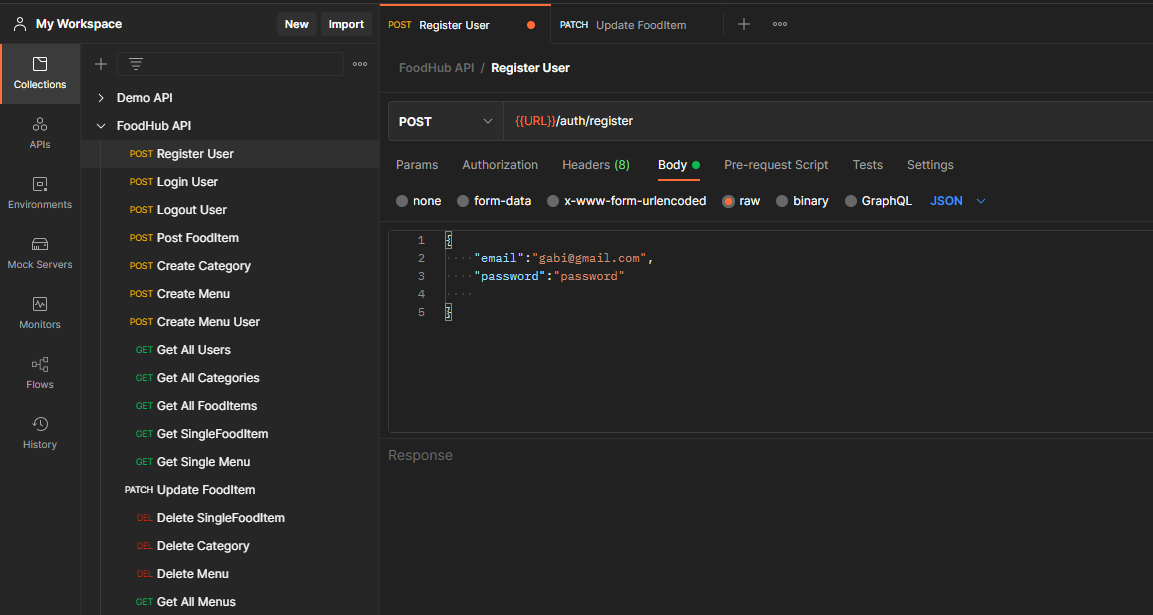 My Workspace
New
Import
Collections
APIs
Environments
Mock Servers
Monitors
Flows
History
Demo API
FoodHub API
POST Register User
POST Login User
POST Logout User
POST Post FoodItem
POST Create Category
POST Create Menu
POST Create Menu User
GET Get All Users
GET Get All Categories
GET Get All FoodItems
GET Get SingleFoodItem
GET Get Single Menu
PATCH Update FoodItem
DEL Delete SingleFoodItem
DEL Delete Category
DEL Delete Menu
GET Get All Menus
POST Register User
PATCH Update FoodItem
FoodHub API / Register User
POST
{{URL}}/auth/register
Params Authorization Headers (8) Body Pre-request Script Tests Settings
none form-data x-www-form-urlencoded raw binary GraphQL JSON
1 {
2 "email":"gabi@gmail.com",
3 "password":"password"
4
5 }
Response